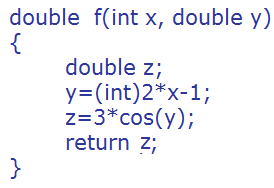 double  f(int x, double y)
{
double z;
y=(int)2*x-1;
z=3*cos(y);
return z;
}